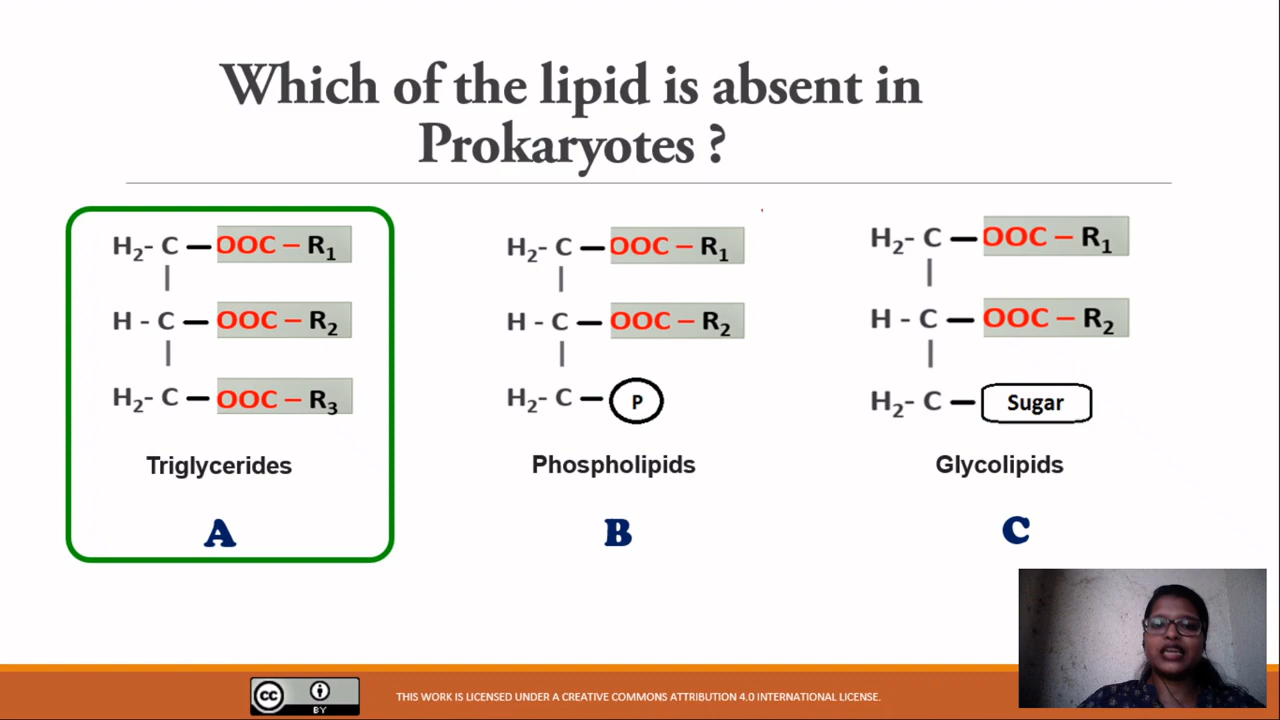 Which of the lipid is absent in
Prokaryotes ?
H₂- C — OOC – R₁
|
H - C — OOC – R₂
|
H₂- C — OOC – R₃
Triglycerides
A
H₂- C — OOC – R₁
|
H - C — OOC – R₂
|
H₂- C — P
Phospholipids
B
H₂- C — OOC – R₁
|
H - C — OOC – R₂
|
H₂- C — Sugar
Glycolipids
C
cc BY
THIS WORK IS LICENSED UNDER A CREATIVE COMMONS ATTRIBUTION 4.0 INTERNATIONAL LICENSE.